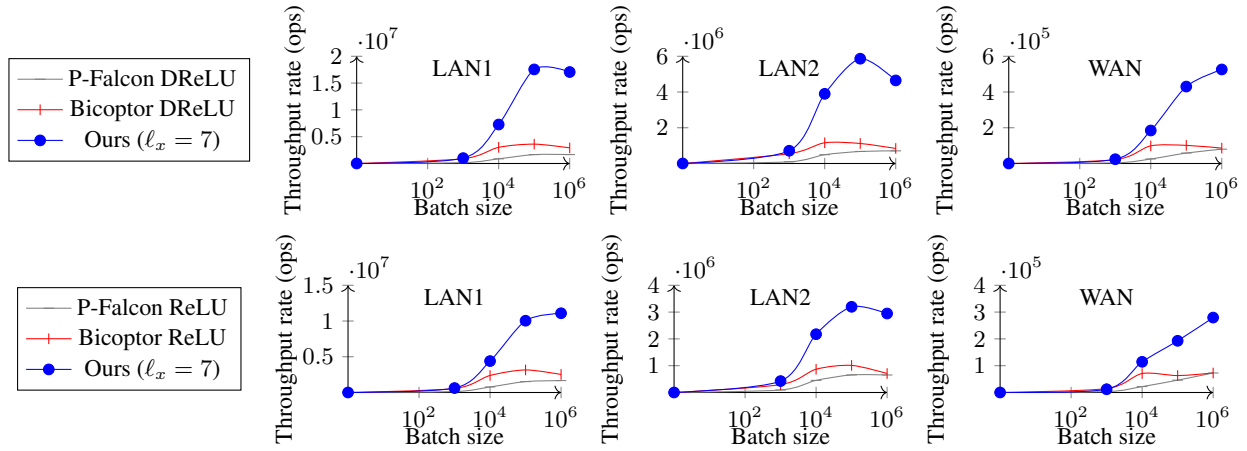 P-Falcon DReLU
Bicoptor DReLU
Ours (ℓx = 7)
Throughput rate (ops)
·10^7
LAN1
2
1.5
1
0.5
10^2 10^4 10^6
Batch size
Throughput rate (ops)
·10^6
LAN2
6
4
2
10^2 10^4 10^6
Batch size
Throughput rate (ops)
·10^5
WAN
6
4
2
10^2 10^4 10^6
Batch size
P-Falcon ReLU
Bicoptor ReLU
Ours (ℓx = 7)
Throughput rate (ops)
·10^7
LAN1
1.5
1
0.5
10^2 10^4 10^6
Batch size
Throughput rate (ops)
·10^6
LAN2
4
3
2
1
10^2 10^4 10^6
Batch size
Throughput rate (ops)
·10^5
WAN
4
3
2
1
10^2 10^4 10^6
Batch size